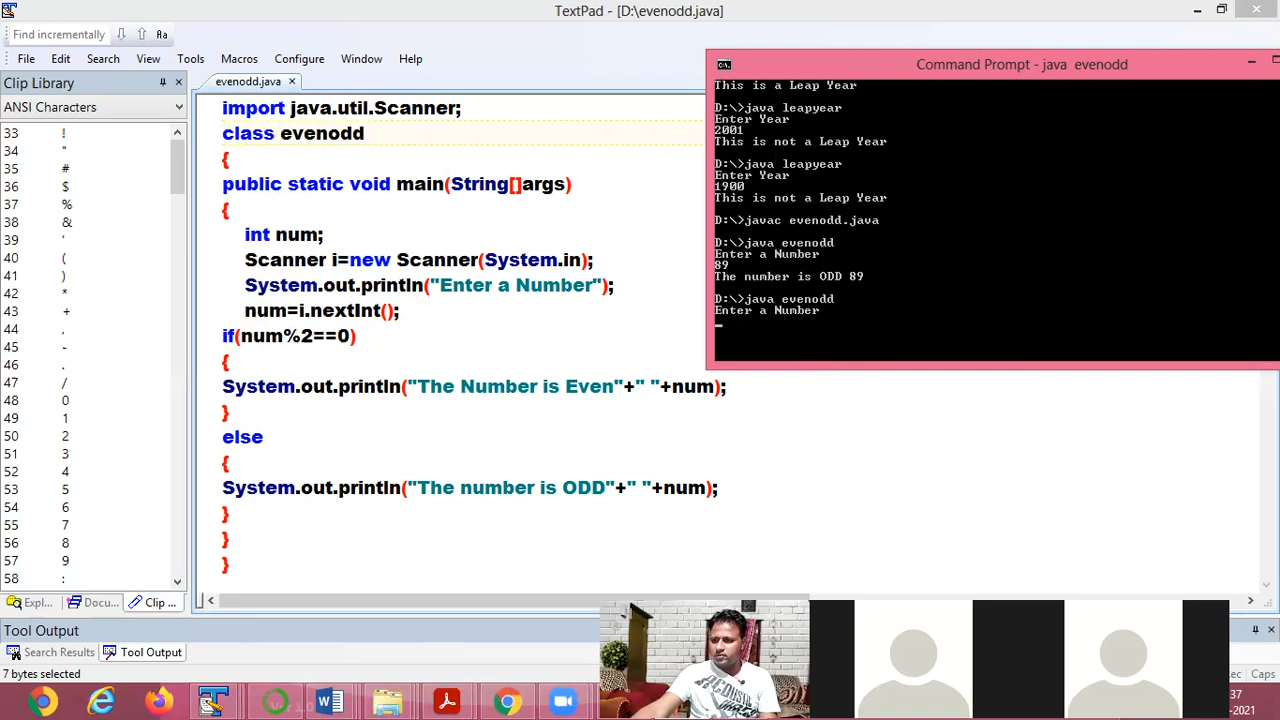 TextPad - [D:\evenodd.java]
Find incrementally
Aa
File Edit Search View Tools Macros Configure Window Help
Clip Library
ANSI Characters
33 !
34 "
35 #
36 $
37 %
38 &
39 '
40 (
41 )
42 *
43 +
44 ,
45 -
46 .
47 /
48 0
49 1
50 2
51 3
52 4
53 5
54 6
55 7
56 8
57 9
58 :
Expl... Docu... Clip ...
evenodd.java
import java.util.Scanner;
class evenodd
{
public static void main(String[]args)
{
int num;
Scanner i=new Scanner(System.in);
System.out.println("Enter a Number");
num=i.nextInt();
if(num%2==0)
{
System.out.println("The Number is Even"+" "+num);
}
else
{
System.out.println("The number is ODD"+" "+num);
}
}
}
Command Prompt - java evenodd
This is a Leap Year
D:\>java leapyear
Enter Year
2001
This is not a Leap Year
D:\>java leapyear
Enter Year
1900
This is not a Leap Year
D:\>javac evenodd.java
D:\>java evenodd
Enter a Number
89
The number is ODD 89
D:\>java evenodd
Enter a Number
Tool Output
Search Results Tool Output
7 bytes selected
ec Caps
37
-2021